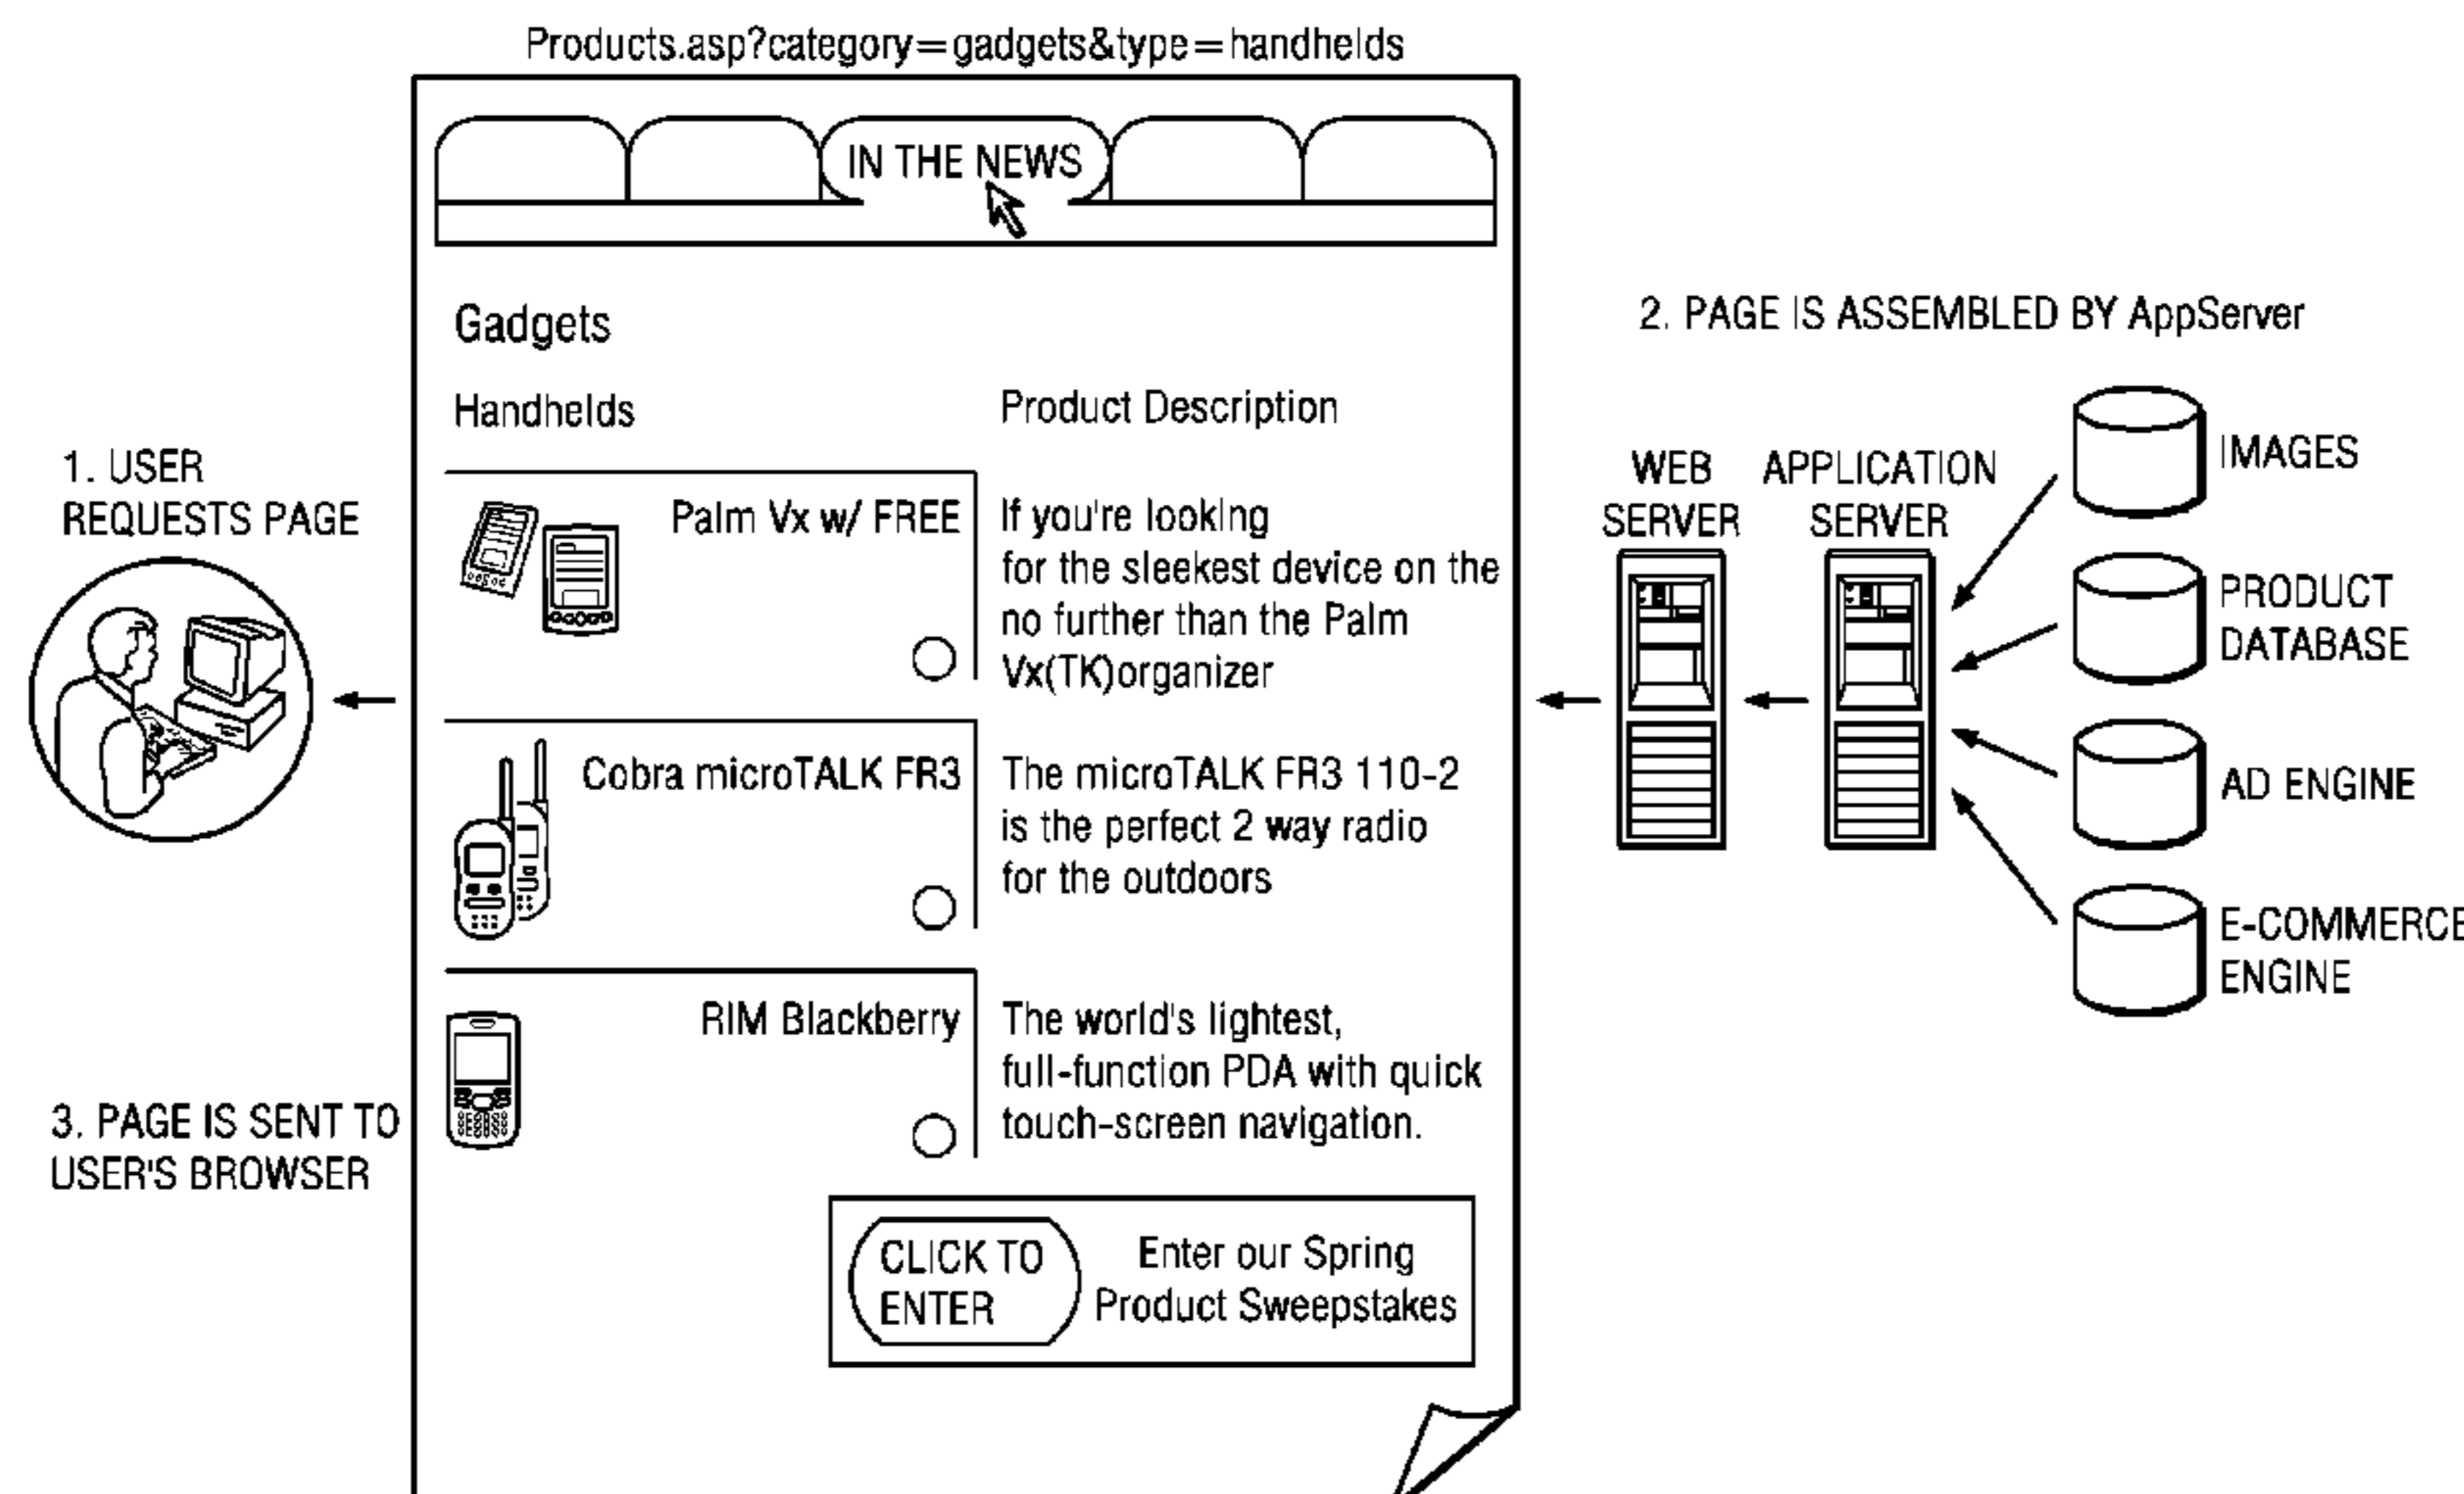 Products.asp?category=gadgets&type=handhelds
IN THE NEWS
Gadgets
Handhelds
Product Description
Palm Vx w/ FREE
If you're looking
for the sleekest device on the
no further than the Palm
Vx(TK)organizer
Cobra microTALK FR3
The microTALK FR3 110-2
is the perfect 2 way radio
for the outdoors
RIM Blackberry
The world's lightest,
full-function PDA with quick
touch-screen navigation.
CLICK TO
ENTER
Enter our Spring
Product Sweepstakes
1. USER
REQUESTS PAGE
2. PAGE IS ASSEMBLED BY AppServer
WEB
SERVER
APPLICATION
SERVER
IMAGES
PRODUCT
DATABASE
AD ENGINE
E-COMMERCE
ENGINE
3. PAGE IS SENT TO
USER'S BROWSER